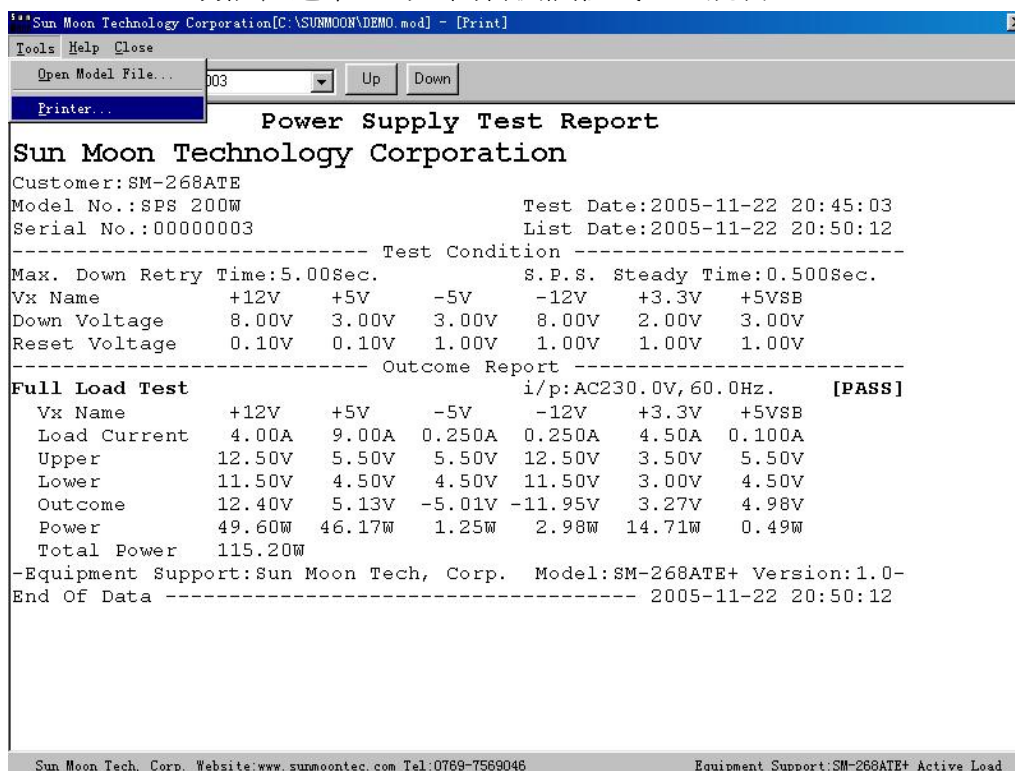 Sun Moon Technology Corporation[C:\SUNMOON\DEMO.mod] - [Print]
Tools Help Close
Open Model File...
003 Up Down
Printer...
Power Supply Test Report
Sun Moon Technology Corporation
Customer:SM-268ATE
Model No.:SPS 200W Test Date:2005-11-22 20:45:03
Serial No.:00000003 List Date:2005-11-22 20:50:12
--------------------------- Test Condition -------------------------
Max. Down Retry Time:5.00Sec. S.P.S. Steady Time:0.500Sec.
Vx Name +12V +5V -5V -12V +3.3V +5VSB
Down Voltage 8.00V 3.00V 3.00V 8.00V 2.00V 3.00V
Reset Voltage 0.10V 0.10V 1.00V 1.00V 1.00V 1.00V
--------------------------- Outcome Report -------------------------
Full Load Test i/p:AC230.0V,60.0Hz. [PASS]
Vx Name +12V +5V -5V -12V +3.3V +5VSB
Load Current 4.00A 9.00A 0.250A 0.250A 4.50A 0.100A
Upper 12.50V 5.50V 5.50V 12.50V 3.50V 5.50V
Lower 11.50V 4.50V 4.50V 11.50V 3.00V 4.50V
Outcome 12.40V 5.13V -5.01V -11.95V 3.27V 4.98V
Power 49.60W 46.17W 1.25W 2.98W 14.71W 0.49W
Total Power 115.20W
-Equipment Support:Sun Moon Tech, Corp. Model:SM-268ATE+ Version:1.0-
End Of Data ------------------------------------ 2005-11-22 20:50:12
Sun Moon Tech, Corp. Website:www.sunmoontec.com Tel:0769-7569046 Equipment Support:SM-268ATE+ Active Load